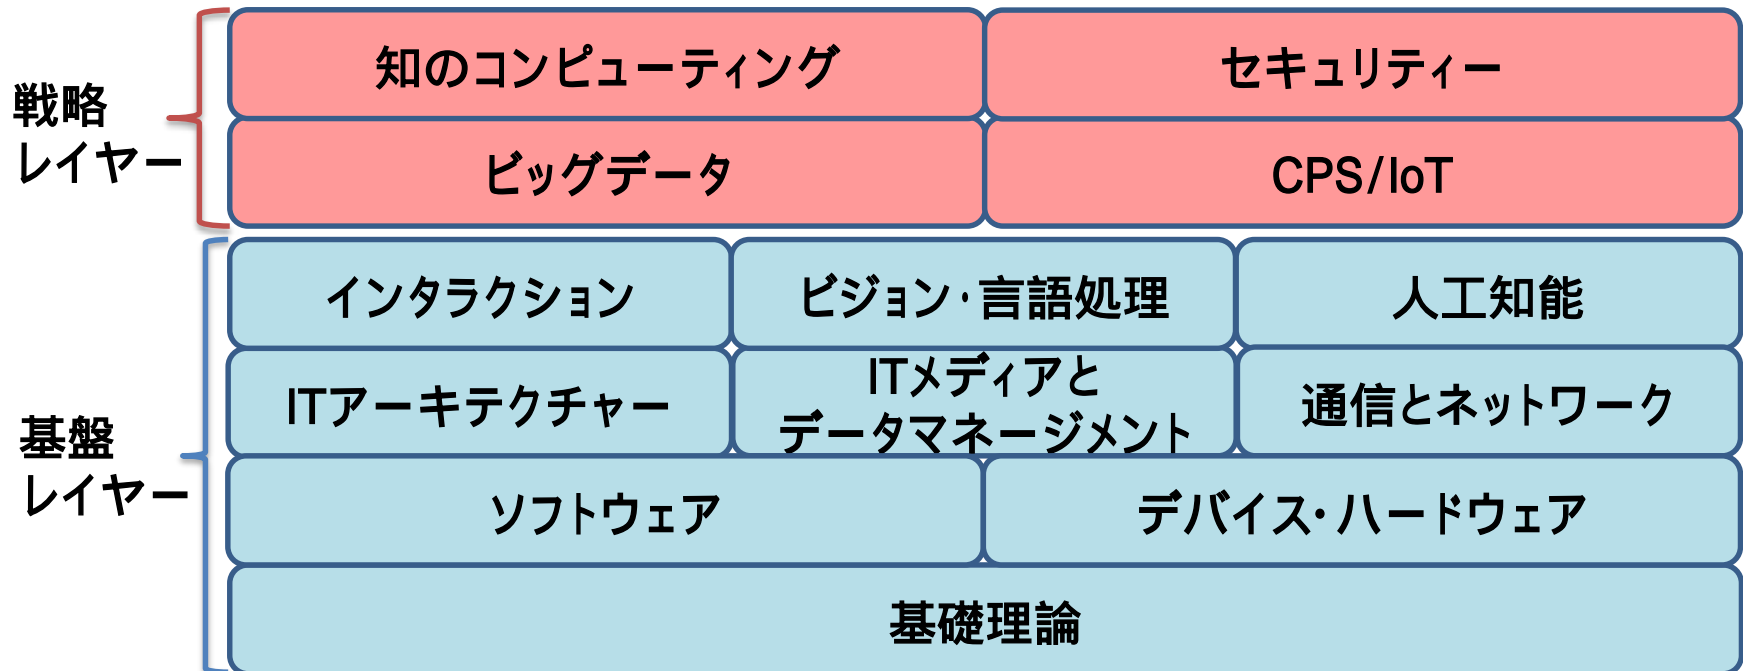 戦略
レイヤー
知のコンピューティング
セキュリティー
ビッグデータ
CPS/IoT
基盤
レイヤー
インタラクション
ビジョン・言語処理
人工知能
ITアーキテクチャー
ITメディアと
データマネージメント
通信とネットワーク
ソフトウェア
デバイス・ハードウェア
基礎理論